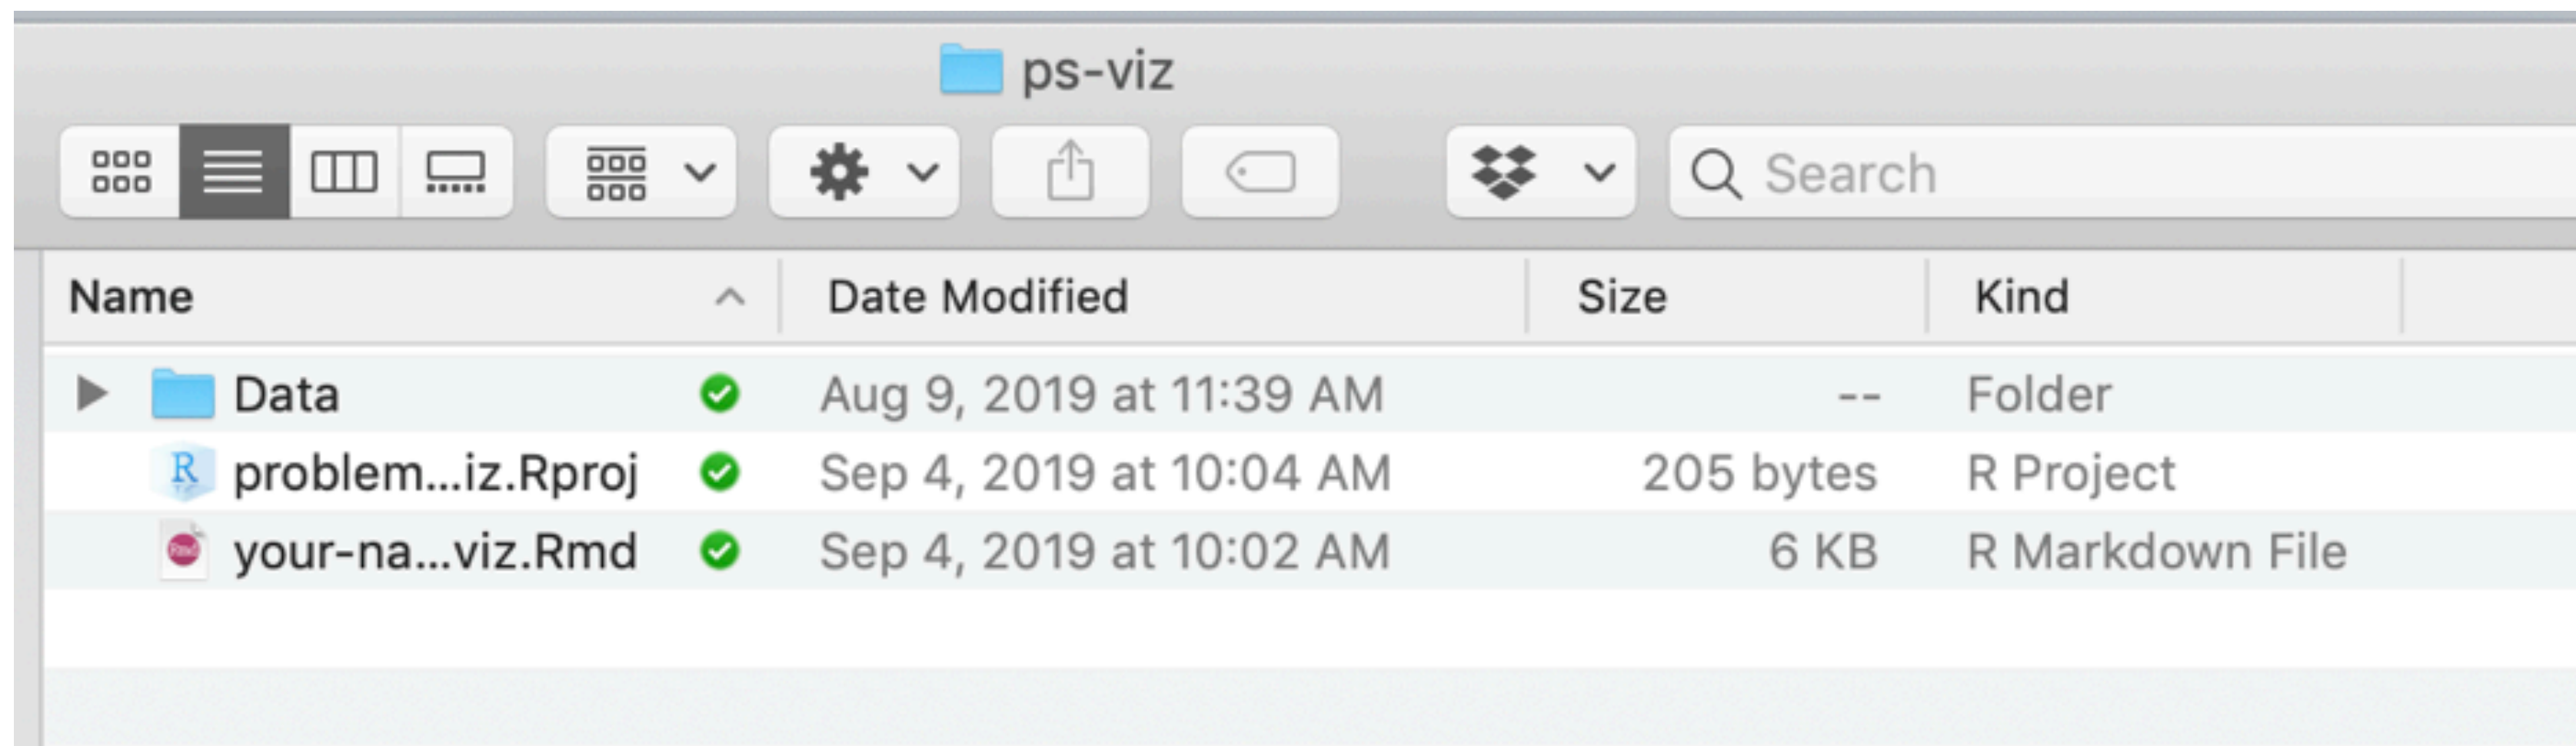 ps-viz
Search
Name Date Modified Size Kind
Data Aug 9, 2019 at 11:39 AM -- Folder
R problem...iz.Rproj Sep 4, 2019 at 10:04 AM 205 bytes R Project
Rmd your-na...viz.Rmd Sep 4, 2019 at 10:02 AM 6 KB R Markdown File